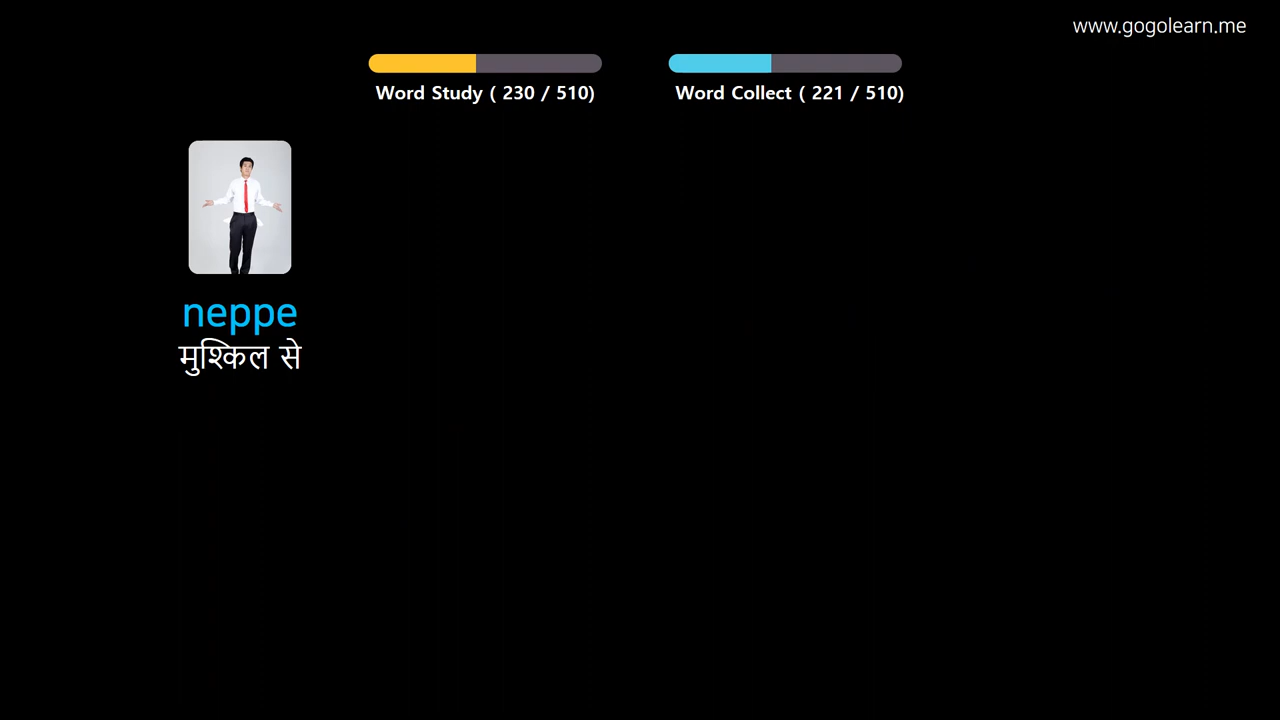 www.gogolearn.me
Word Study ( 230 / 510)
Word Collect ( 221 / 510)
neppe
मुश्किल से